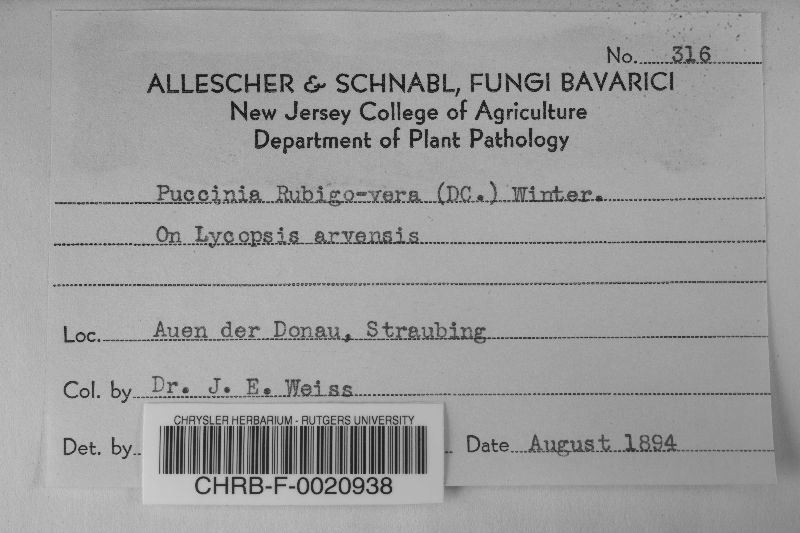 No. 316
ALLESCHER & SCHNABL, FUNGI BAVARICI
New Jersey College of Agriculture
Department of Plant Pathology
Puccinia Rubigo-vera (DC.) Winter.
On Lycopsis arvensis
Loc. Auen der Donau, Straubing
Col. by Dr. J. E. Weiss
Det. by Date August 1894
CHRYSLER HERBARIUM - RUTGERS UNIVERSITY
CHRB-F-0020938